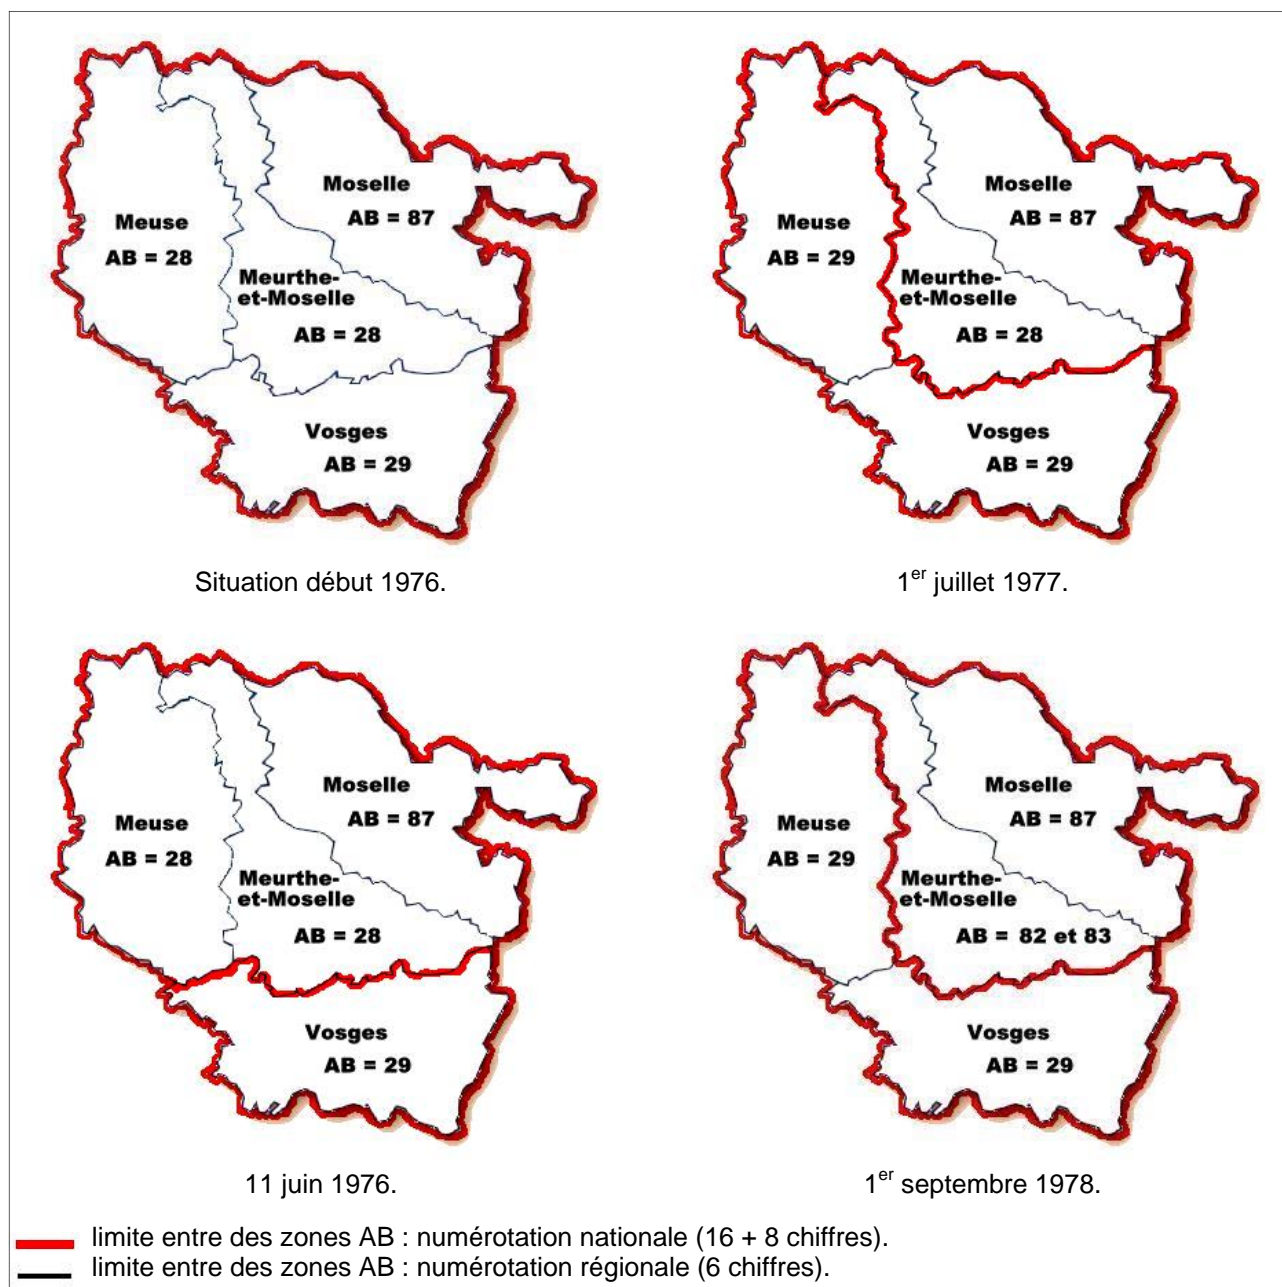 Moselle
AB = 87
Meuse
AB = 28
Meurthe-
et-Moselle
AB = 28
Vosges
AB = 29
Situation début 1976.
Moselle
AB = 87
Meuse
AB = 29
Meurthe-
et-Moselle
AB = 28
Vosges
AB = 29
1er juillet 1977.
Moselle
AB = 87
Meuse
AB = 28
Meurthe-
et-Moselle
AB = 28
Vosges
AB = 29
11 juin 1976.
Moselle
AB = 87
Meuse
AB = 29
Meurthe-
et-Moselle
AB = 82 et 83
Vosges
AB = 29
1er septembre 1978.
limite entre des zones AB : numérotation nationale (16 + 8 chiffres).
limite entre des zones AB : numérotation régionale (6 chiffres).